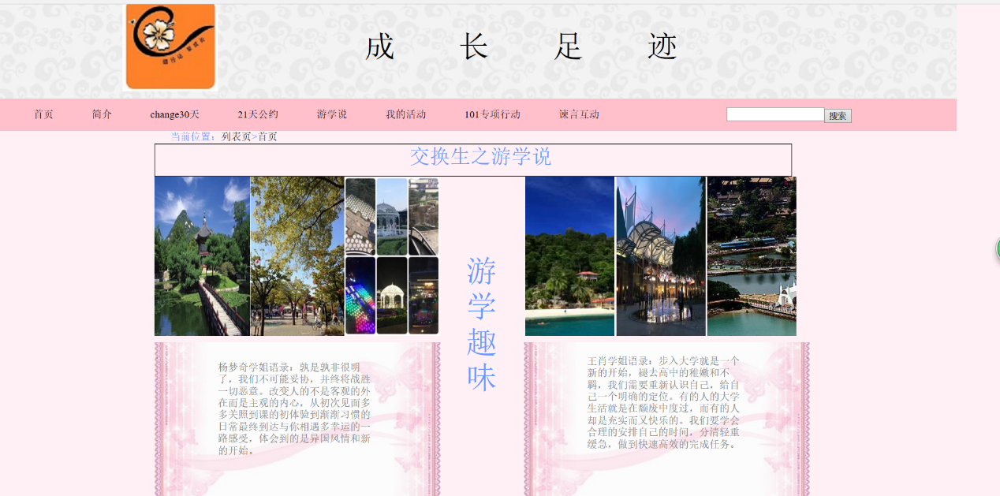 成长足迹
首页 简介 change30天 21天公约 游学说 我的活动 101专项行动 谏言互动 搜索
当前位置：列表页>首页
交换生之游学说
游学趣味
杨梦奇学姐语录：孰是孰非很明
了，我们不可能妥协，并终将战胜
一切恶意。改变人的不是客观的外
在而是主观的内心，从初次见面多
多关照到课的初体验到渐渐习惯的
日常最终到达与你相遇多幸运的一
路感受，体会到的是异国风情和新
的开始。
王肖学姐语录：步入大学就是一个
新的开始，褪去高中的稚嫩和不
羁，我们需要重新认识自己，给自
己一个明确的定位。有的人的大学
生活就是在颓废中度过，而有的人
却是充实而又快乐的。我们要学会
合理的安排自己的时间，分清轻重
缓急，做到快速高效的完成任务。